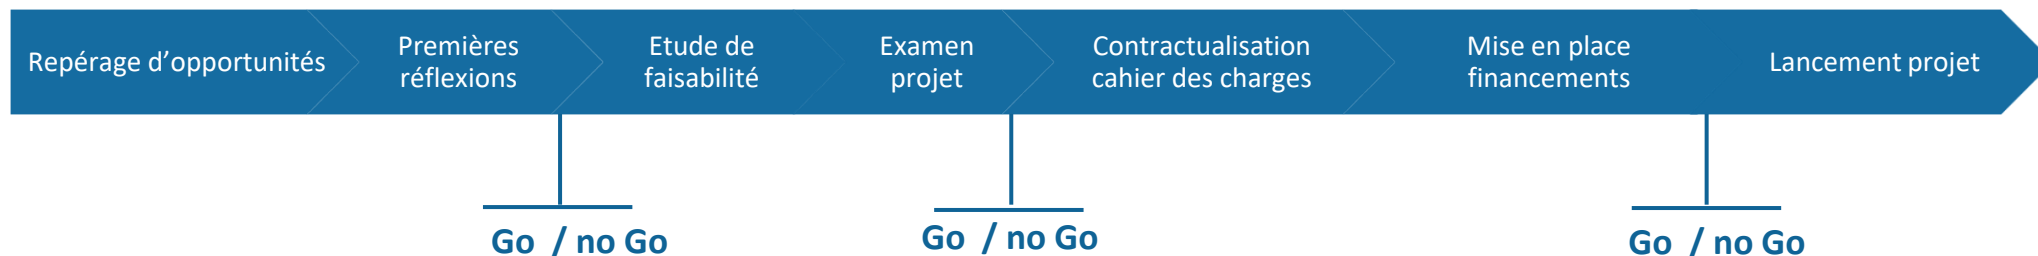 Repérage d'opportunités
Premières
réflexions
Etude de
faisabilité
Examen
projet
Contractualisation
cahier des charges
Mise en place
financements
Lancement projet
Go / no Go
Go / no Go
Go / no Go